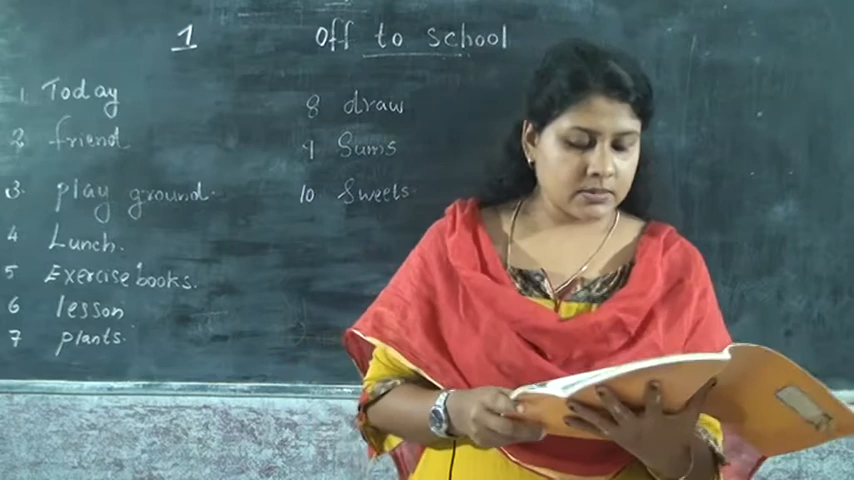 1 Off to school
1 Today
2 friend
3. play ground.
4 Lunch.
5 Exercise books.
6 lesson
7 plants.
8 draw
9 Sums
10 Sweets.